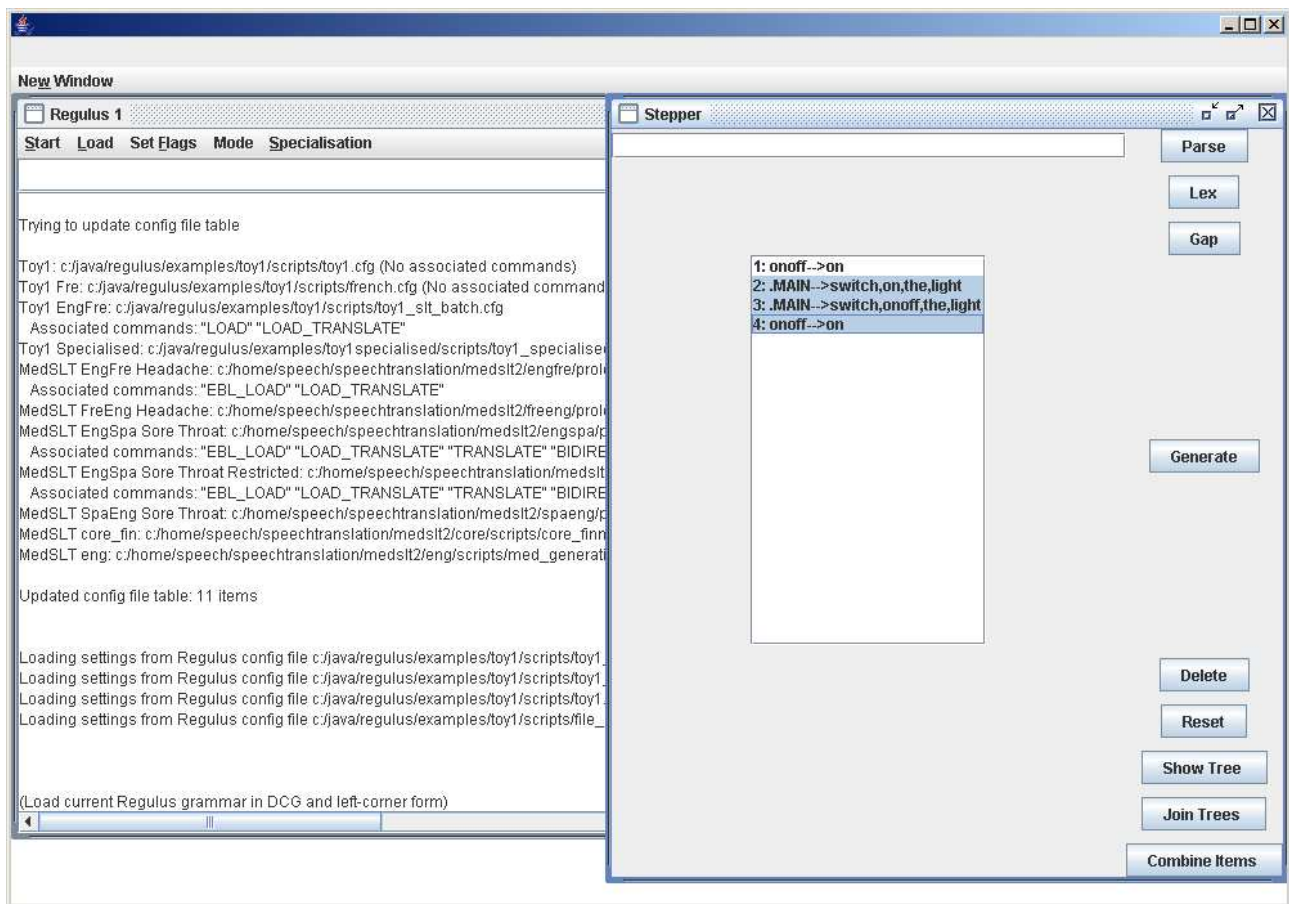 New Window
Regulus 1
Start Load Set Flags Mode Specialisation
Trying to update config file table
Toy1: c:/java/regulus/examples/toy1/scripts/toy1.cfg (No associated commands)
Toy1 Fre: c:/java/regulus/examples/toy1/scripts/french.cfg (No associated command
Toy1 EngFre: c:/java/regulus/examples/toy1/scripts/toy1_slt_batch.cfg
Associated commands: "LOAD" "LOAD_TRANSLATE"
Toy1 Specialised: c:/java/regulus/examples/toy1specialised/scripts/toy1_specialise
MedSLT EngFre Headache: c:/home/speech/speechtranslation/medslt2/engfre/prol
Associated commands: "EBL_LOAD" "LOAD_TRANSLATE"
MedSLT FreEng Headache: c:/home/speech/speechtranslation/medslt2/freeng/prol
MedSLT EngSpa Sore Throat: c:/home/speech/speechtranslation/medslt2/engspa/p
Associated commands: "EBL_LOAD" "LOAD_TRANSLATE" "TRANSLATE" "BIDIRE
MedSLT EngSpa Sore Throat Restricted: c:/home/speech/speechtranslation/medslt
Associated commands: "EBL_LOAD" "LOAD_TRANSLATE" "TRANSLATE" "BIDIRE
MedSLT SpaEng Sore Throat: c:/home/speech/speechtranslation/medslt2/spaeng/p
MedSLT core_fin: c:/home/speech/speechtranslation/medslt2/core/scripts/core_finn
MedSLT eng: c:/home/speech/speechtranslation/medslt2/eng/scripts/med_generati
Updated config file table: 11 items
Loading settings from Regulus config file c:/java/regulus/examples/toy1/scripts/toy1_
Loading settings from Regulus config file c:/java/regulus/examples/toy1/scripts/toy1_
Loading settings from Regulus config file c:/java/regulus/examples/toy1/scripts/toy1.
Loading settings from Regulus config file c:/java/regulus/examples/toy1/scripts/file_
(Load current Regulus grammar in DCG and left-corner form)
Stepper
Parse
Lex
Gap
1: onoff-->on
2: .MAIN-->switch,on,the,light
3: .MAIN-->switch,onoff,the,light
4: onoff-->on
Generate
Delete
Reset
Show Tree
Join Trees
Combine Items